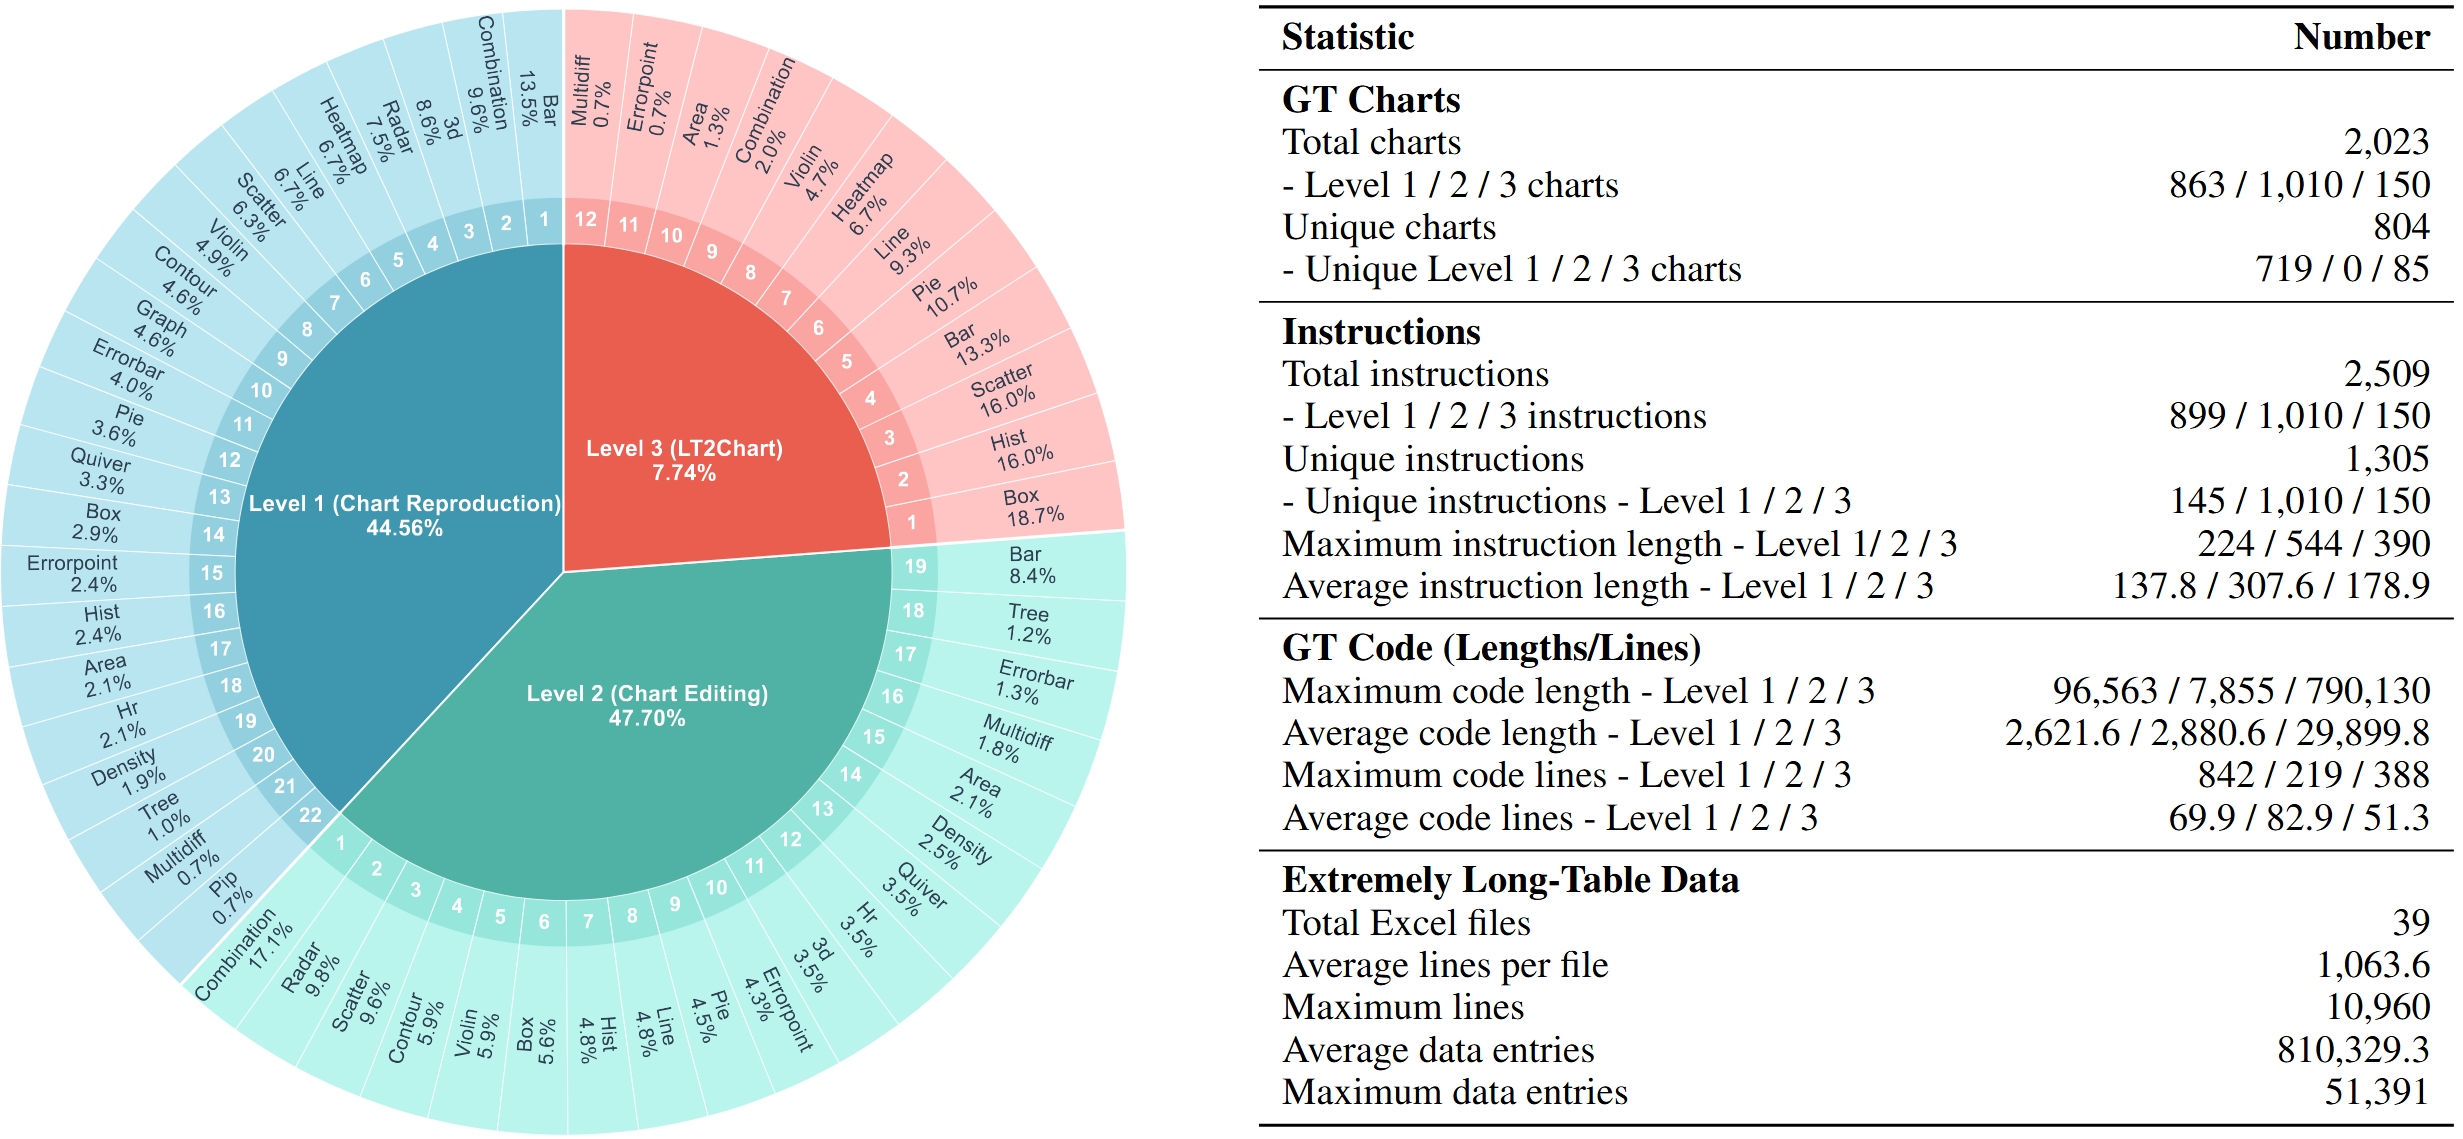 Level 1 (Chart Reproduction)
44.56%
1
Bar
13.5%
2
Combination
9.6%
3
3d
8.6%
4
Radar
7.5%
5
Heatmap
6.7%
6
Line
6.7%
7
Scatter
6.3%
8
Violin
4.9%
9
Contour
4.6%
10
Graph
4.6%
11
Errorbar
4.0%
12
Pie
3.6%
13
Quiver
3.3%
14
Box
2.9%
15
Errorpoint
2.4%
16
Hist
2.4%
17
Area
2.1%
18
Hr
2.1%
19
Density
1.9%
20
Tree
1.0%
21
Multidiff
0.7%
22
Pip
0.7%
Level 2 (Chart Editing)
47.70%
1
Combination
17.1%
2
Radar
9.8%
3
Scatter
9.6%
4
Contour
5.9%
5
Violin
5.9%
6
Box
5.6%
7
Hist
4.8%
8
Line
4.8%
9
Pie
4.5%
10
Errorpoint
4.3%
11
3d
3.5%
12
Hr
3.5%
13
Quiver
3.5%
14
Density
2.5%
15
Area
2.1%
16
Multidiff
1.8%
17
Errorbar
1.3%
18
Tree
1.2%
19
Bar
8.4%
Level 3 (LT2Chart)
7.74%
1
Box
18.7%
2
Hist
16.0%
3
Scatter
16.0%
4
Bar
13.3%
5
Pie
10.7%
6
Line
9.3%
7
Heatmap
6.7%
8
Violin
4.7%
9
Combination
2.0%
10
Area
1.3%
11
Errorpoint
0.7%
12
Multidiff
0.7%
Statistic Number
GT Charts
Total charts 2,023
- Level 1 / 2 / 3 charts 863 / 1,010 / 150
Unique charts 804
- Unique Level 1 / 2 / 3 charts 719 / 0 / 85
Instructions
Total instructions 2,509
- Level 1 / 2 / 3 instructions 899 / 1,010 / 150
Unique instructions 1,305
- Unique instructions - Level 1 / 2 / 3 145 / 1,010 / 150
Maximum instruction length - Level 1/ 2 / 3 224 / 544 / 390
Average instruction length - Level 1 / 2 / 3 137.8 / 307.6 / 178.9
GT Code (Lengths/Lines)
Maximum code length - Level 1 / 2 / 3 96,563 / 7,855 / 790,130
Average code length - Level 1 / 2 / 3 2,621.6 / 2,880.6 / 29,899.8
Maximum code lines - Level 1 / 2 / 3 842 / 219 / 388
Average code lines - Level 1 / 2 / 3 69.9 / 82.9 / 51.3
Extremely Long-Table Data
Total Excel files 39
Average lines per file 1,063.6
Maximum lines 10,960
Average data entries 810,329.3
Maximum data entries 51,391